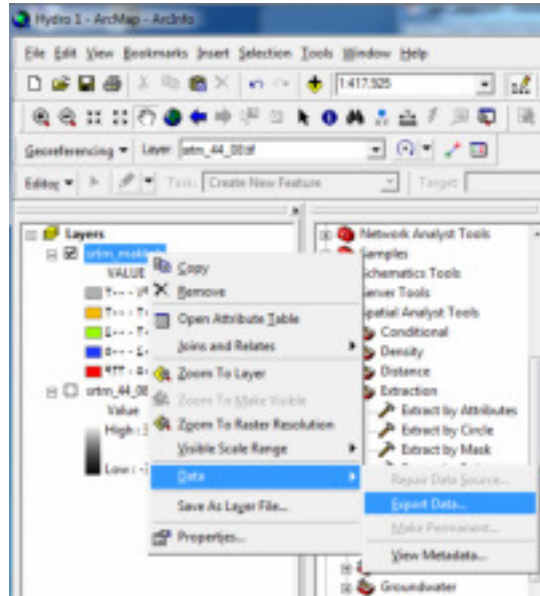 Hydro 1 - ArcMap - ArcInfo
File Edit View Bookmarks Insert Selection Tools Window Help
1:417,925
Georeferencing Layer: srtm_44_08.tif
Editor Task: Create New Feature Target:
Layers
VALUE
srtm_44_08
Value
High :
Low : -
Copy
Remove
Open Attribute Table
Joins and Relates
Zoom To Layer
Zoom To Make Visible
Zoom To Raster Resolution
Visible Scale Range
Data
Save As Layer File...
Properties...
Network Analyst Tools
Samples
Schematics Tools
Server Tools
Spatial Analyst Tools
Conditional
Density
Distance
Extraction
Extract by Attributes
Extract by Circle
Extract by Mask
Repair Data Source...
Export Data...
Make Permanent...
View Metadata...
Groundwater